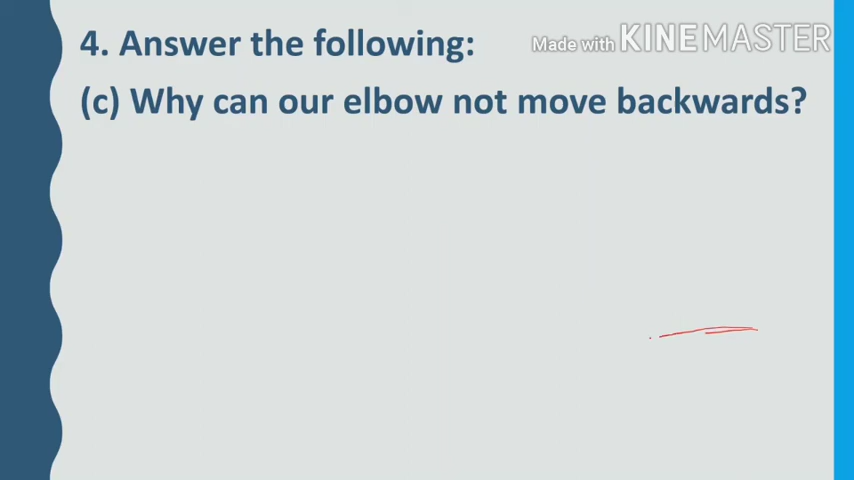 4. Answer the following:
Made with KINEMASTER
(c) Why can our elbow not move backwards?